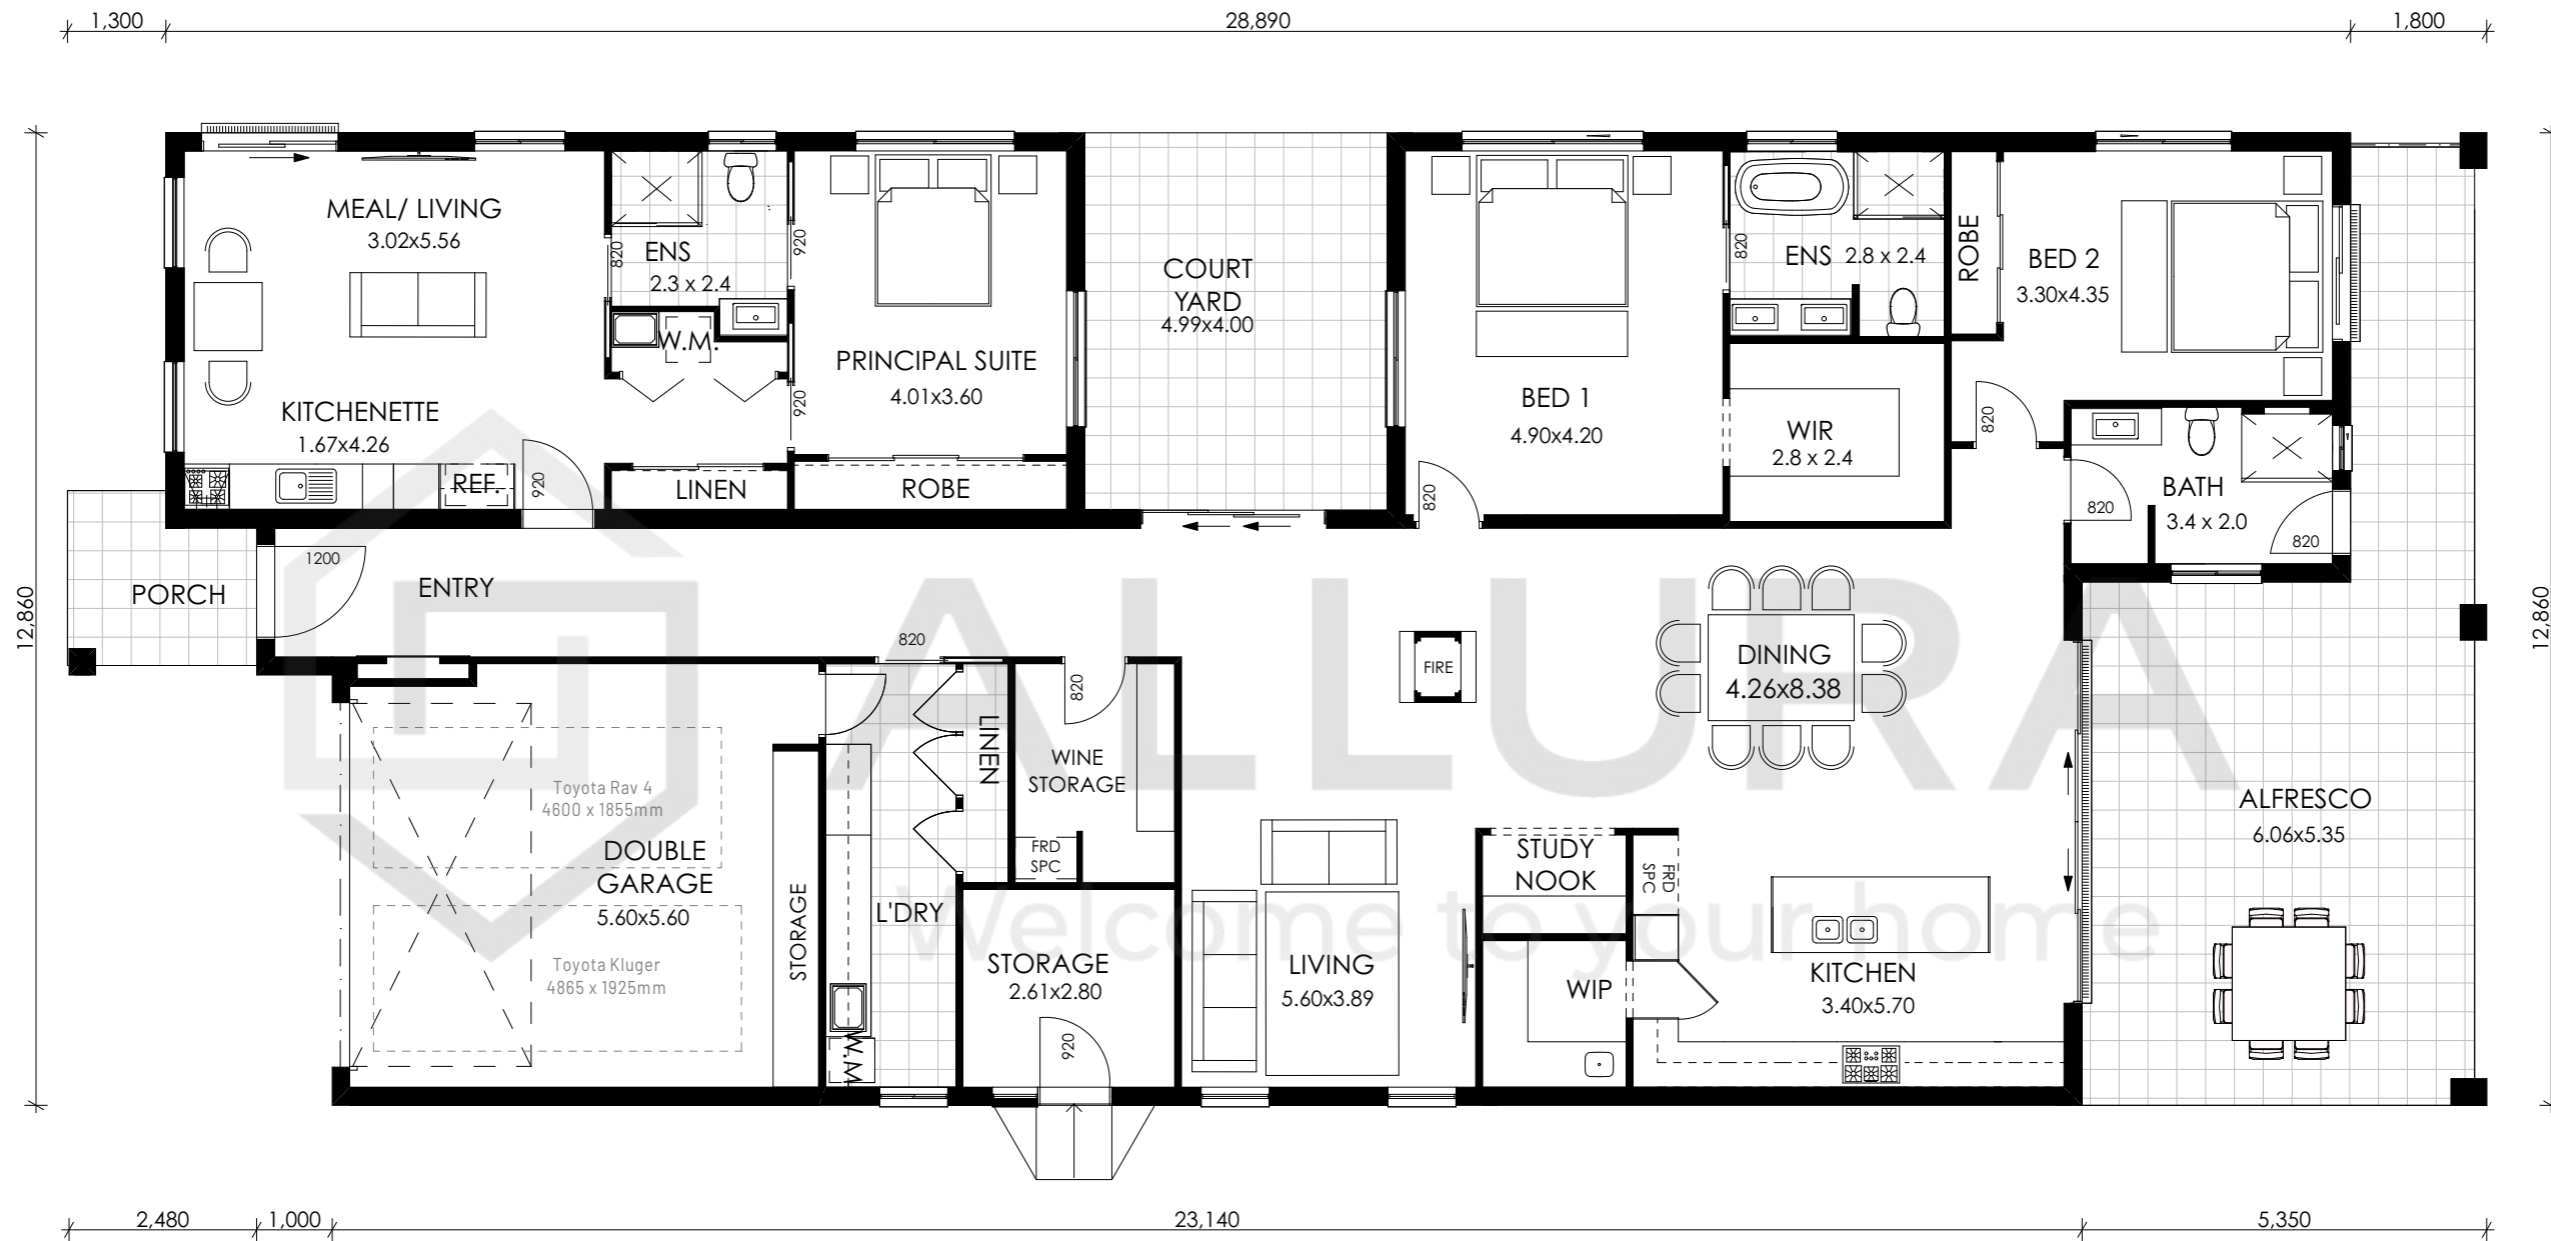 1,300
28,890
1,800
12,860
12,860
MEAL/ LIVING
3.02x5.56
KITCHENETTE
1.67x4.26
REF.
920
820
ENS
2.3 x 2.4
920
W.M.
920
LINEN
PRINCIPAL SUITE
4.01x3.60
ROBE
COURT
YARD
4.99x4.00
BED 1
4.90x4.20
820
820
ENS 2.8 x 2.4
WIR
2.8 x 2.4
ROBE
BED 2
3.30x4.35
820
BATH
3.4 x 2.0
820
820
PORCH
1200
ENTRY
820
820
FIRE
DINING
4.26x8.38
ALLURA
Welcome to your home
Toyota Rav 4
4600 x 1855mm
DOUBLE
GARAGE
5.60x5.60
Toyota Kluger
4865 x 1925mm
STORAGE
L'DRY
W.M
LINEN
WINE
STORAGE
FRD
SPC
STORAGE
2.61x2.80
920
LIVING
5.60x3.89
STUDY
NOOK
FRD
SPC
WIP
KITCHEN
3.40x5.70
ALFRESCO
6.06x5.35
2,480
1,000
23,140
5,350